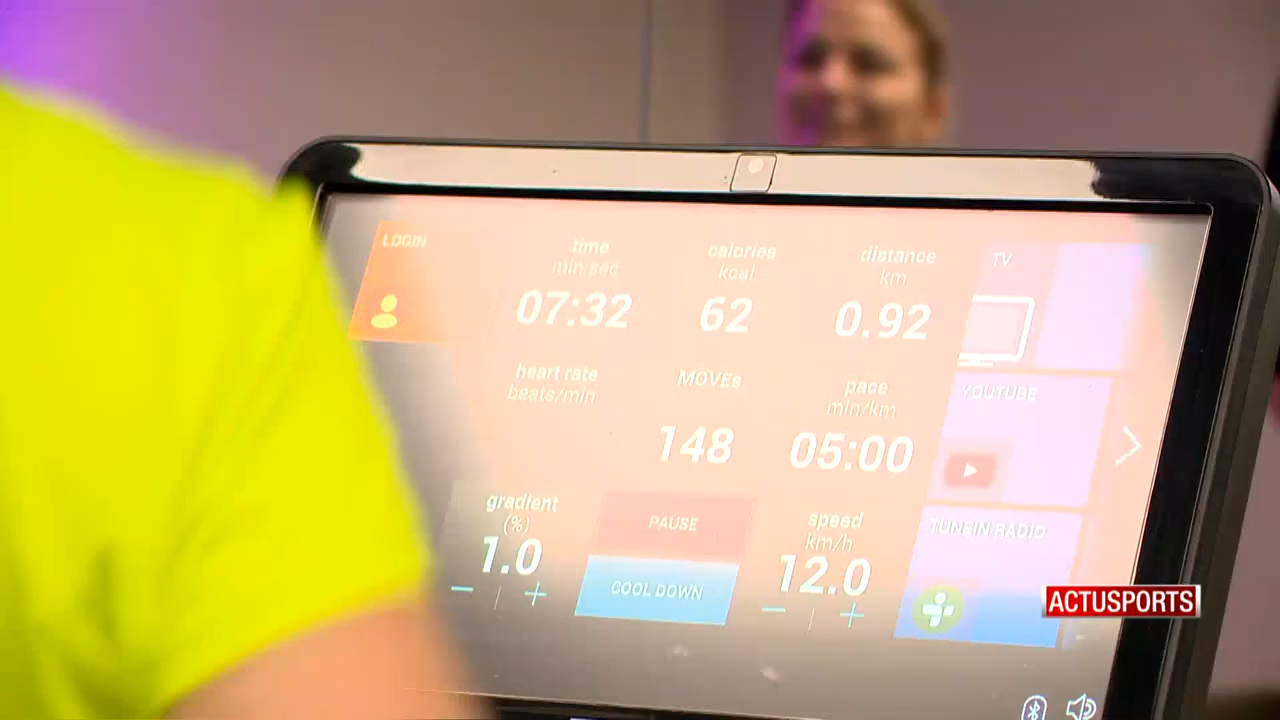 LOGIN
time
min:sec
07:32
calories
kcal
62
distance
km
0.92
TV
heart rate
beats/min
MOVEs
148
pace
min/km
05:00
YOUTUBE
gradient
(%)
1.0
PAUSE
COOL DOWN
speed
km/h
12.0
TUNEIN RADIO
ACTUSPORTS